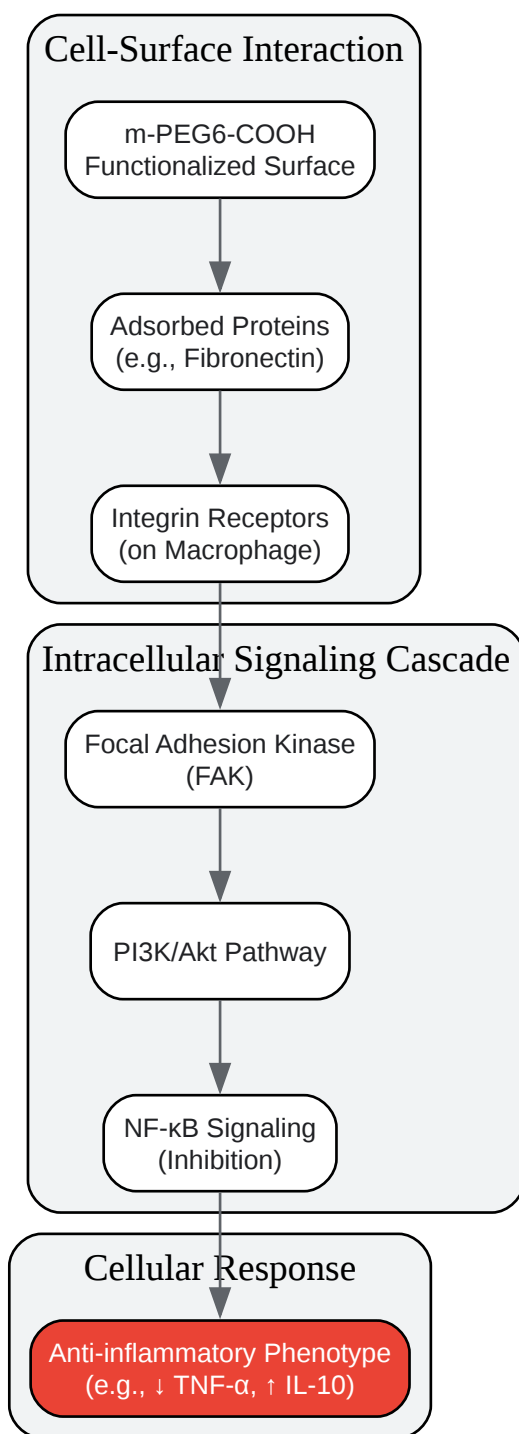 Cell-Surface Interaction
m-PEG6-COOH
Functionalized Surface
Adsorbed Proteins
(e.g., Fibronectin)
Integrin Receptors
(on Macrophage)
Intracellular Signaling Cascade
Focal Adhesion Kinase
(FAK)
PI3K/Akt Pathway
NF-κB Signaling
(Inhibition)
Cellular Response
Anti-inflammatory Phenotype
(e.g., ↓ TNF-α, ↑ IL-10)